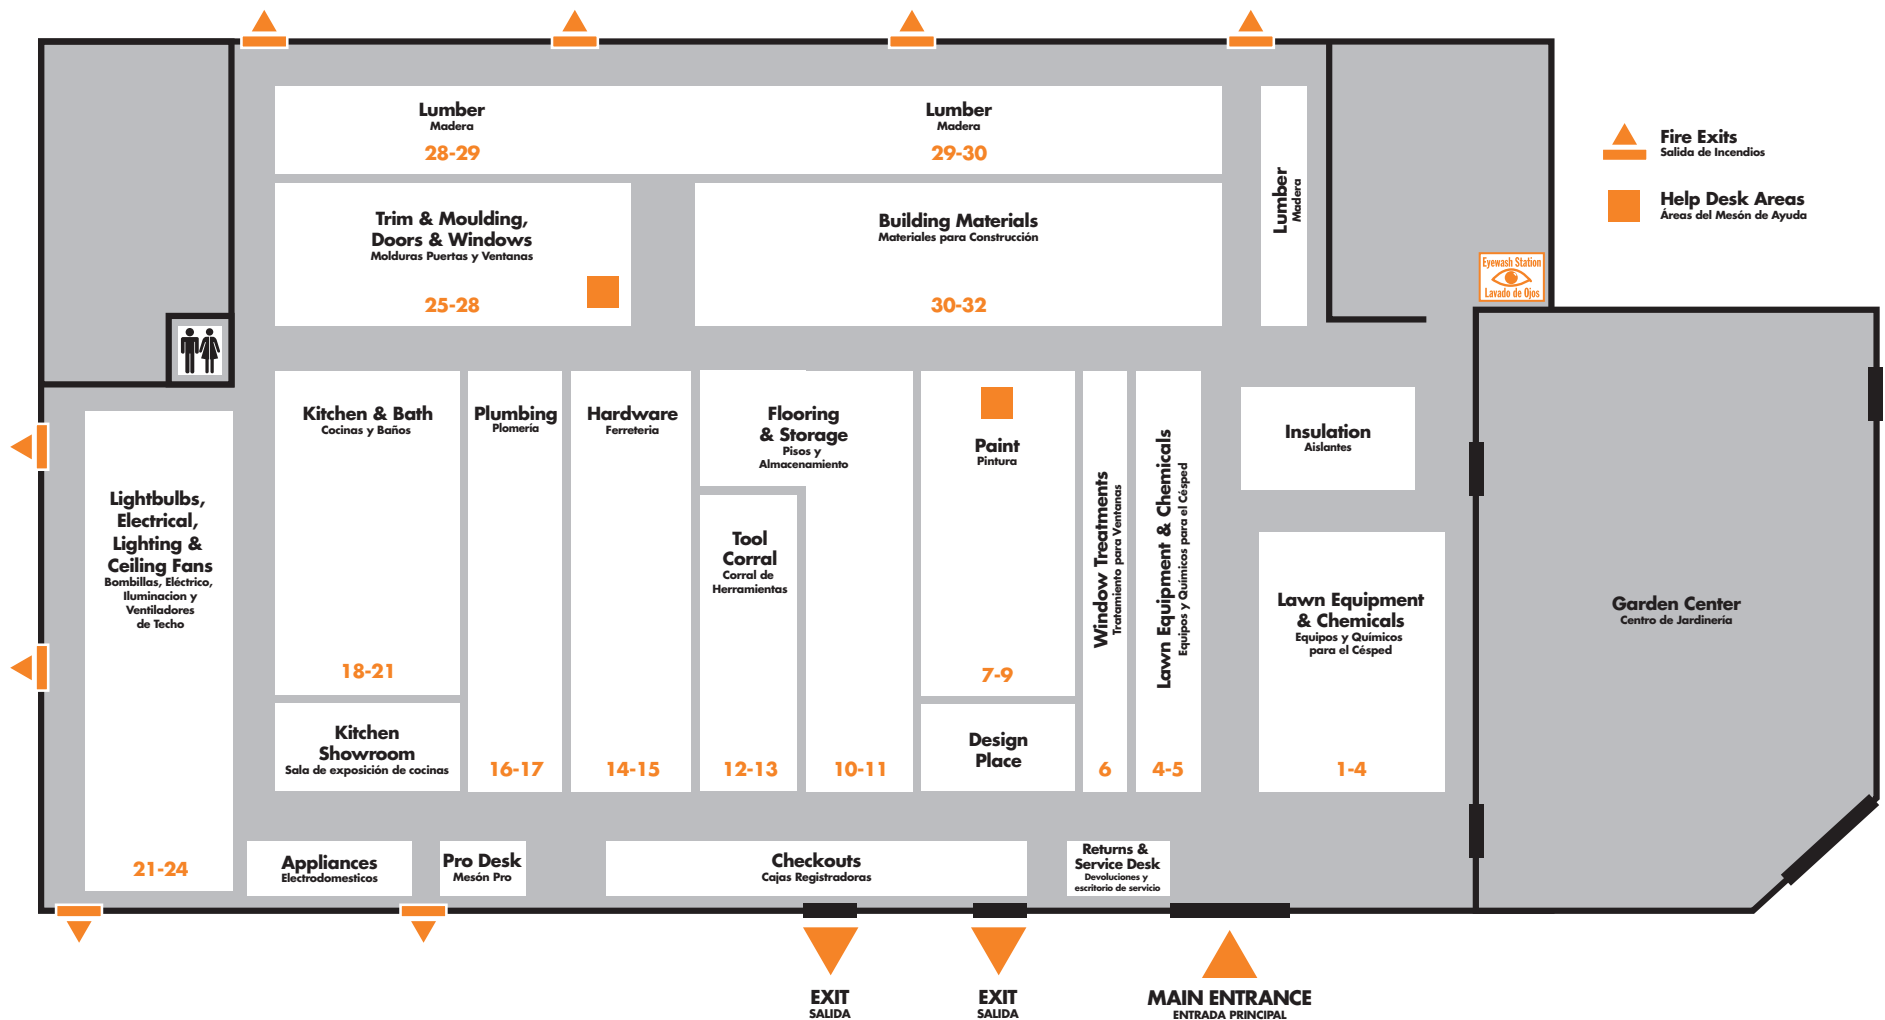 Lumber
Madera
28-29
Lumber
Madera
29-30
Lumber
Madera
Fire Exits
Salida de Incendios
Help Desk Areas
Áreas del Mesón de Ayuda
Trim & Moulding,
Doors & Windows
Molduras Puertas y Ventanas
25-28
Building Materials
Materiales para Construcción
30-32
Eyewash Station
Lavado de Ojos
Lightbulbs,
Electrical,
Lighting &
Ceiling Fans
Bombillas, Eléctrico,
Iluminacion y
Ventiladores
de Techo
21-24
Kitchen & Bath
Cocinas y Baños
18-21
Kitchen
Showroom
Sala de exposición de cocinas
Plumbing
Plomería
16-17
Hardware
Ferreteria
14-15
Flooring
& Storage
Pisos y
Almacenamiento
10-11
Tool
Corral
Corral de
Herramientas
12-13
Paint
Pintura
7-9
Design
Place
Window Treatments
Tratamiento para Ventanas
6
Lawn Equipment & Chemicals
Equipos y Químicos para el Césped
4-5
Insulation
Aislantes
Lawn Equipment
& Chemicals
Equipos y Químicos
para el Césped
1-4
Garden Center
Centro de Jardinería
Appliances
Electrodomesticos
Pro Desk
Mesón Pro
Checkouts
Cajas Registradoras
Returns &
Service Desk
Devoluciones y
escritorio de servicio
EXIT
SALIDA
EXIT
SALIDA
MAIN ENTRANCE
ENTRADA PRINCIPAL